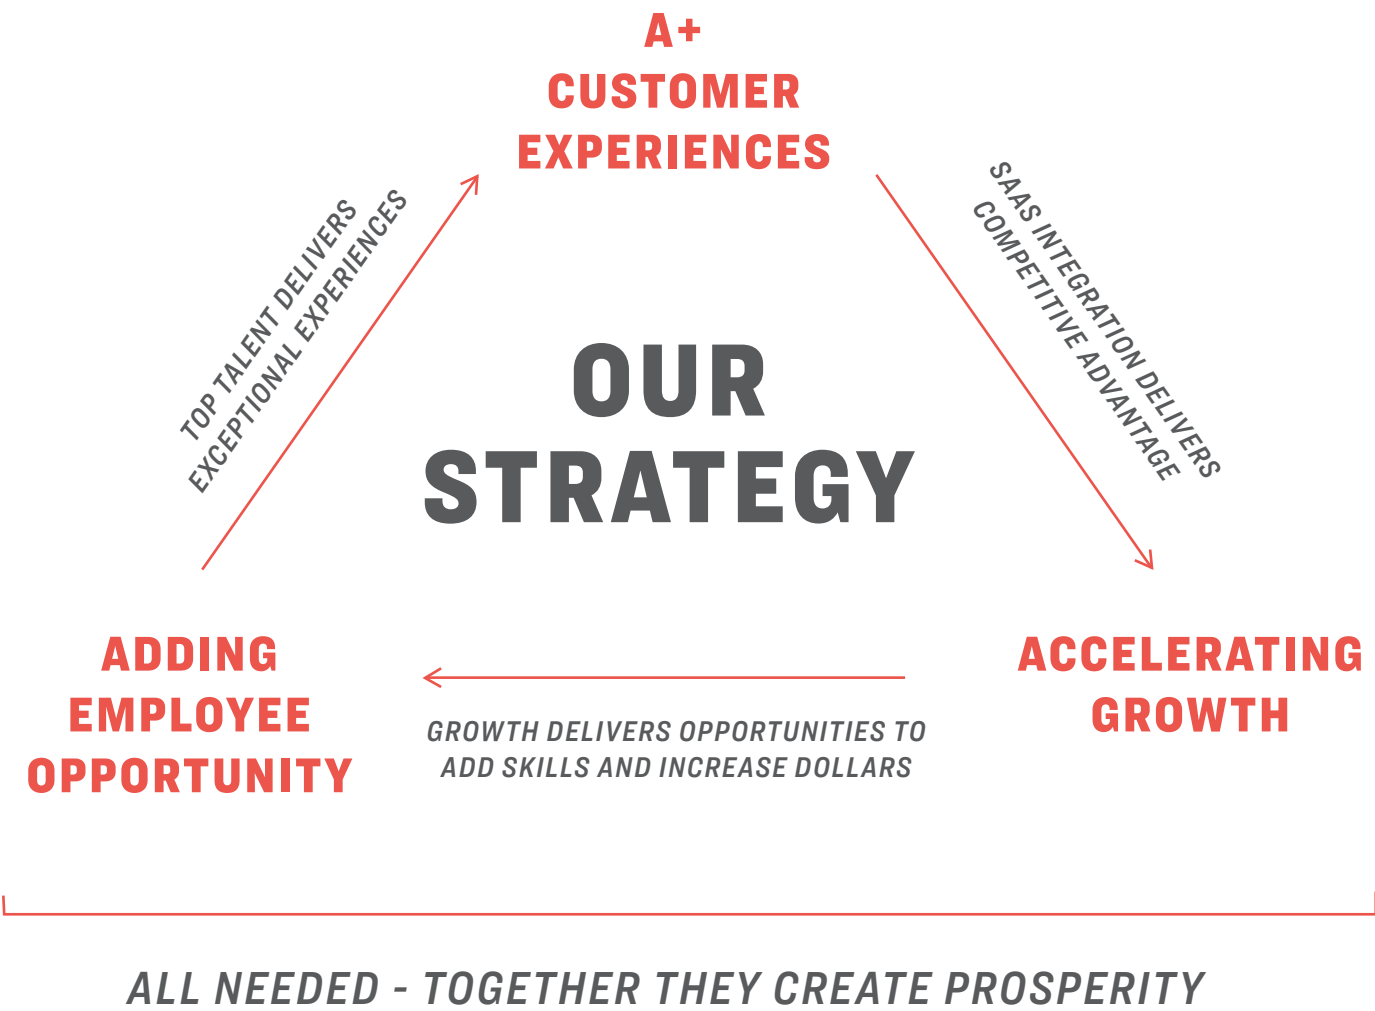 A+
CUSTOMER
EXPERIENCES
TOP TALENT DELIVERS
EXCEPTIONAL EXPERIENCES
SAAS INTEGRATION DELIVERS
COMPETITIVE ADVANTAGE
OUR
STRATEGY
ADDING
EMPLOYEE
OPPORTUNITY
ACCELERATING
GROWTH
GROWTH DELIVERS OPPORTUNITIES TO
ADD SKILLS AND INCREASE DOLLARS
ALL NEEDED - TOGETHER THEY CREATE PROSPERITY